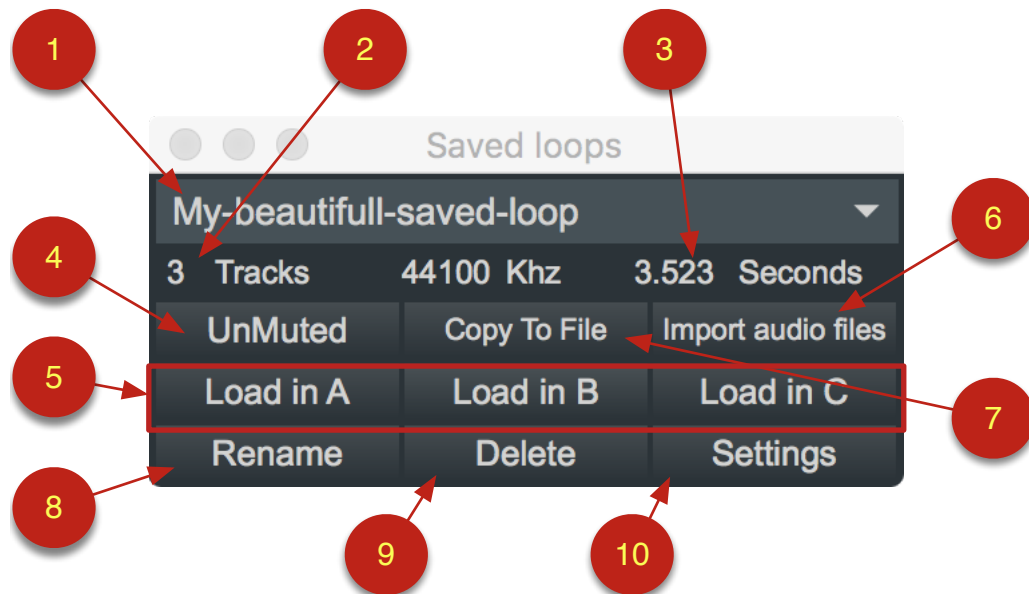 1 2 3
Saved loops
My-beautifull-saved-loop
6
4
3 Tracks 44100 Khz 3.523 Seconds
UnMuted Copy To File Import audio files
5
Load in A Load in B Load in C
7
Rename Delete Settings
8
9 10